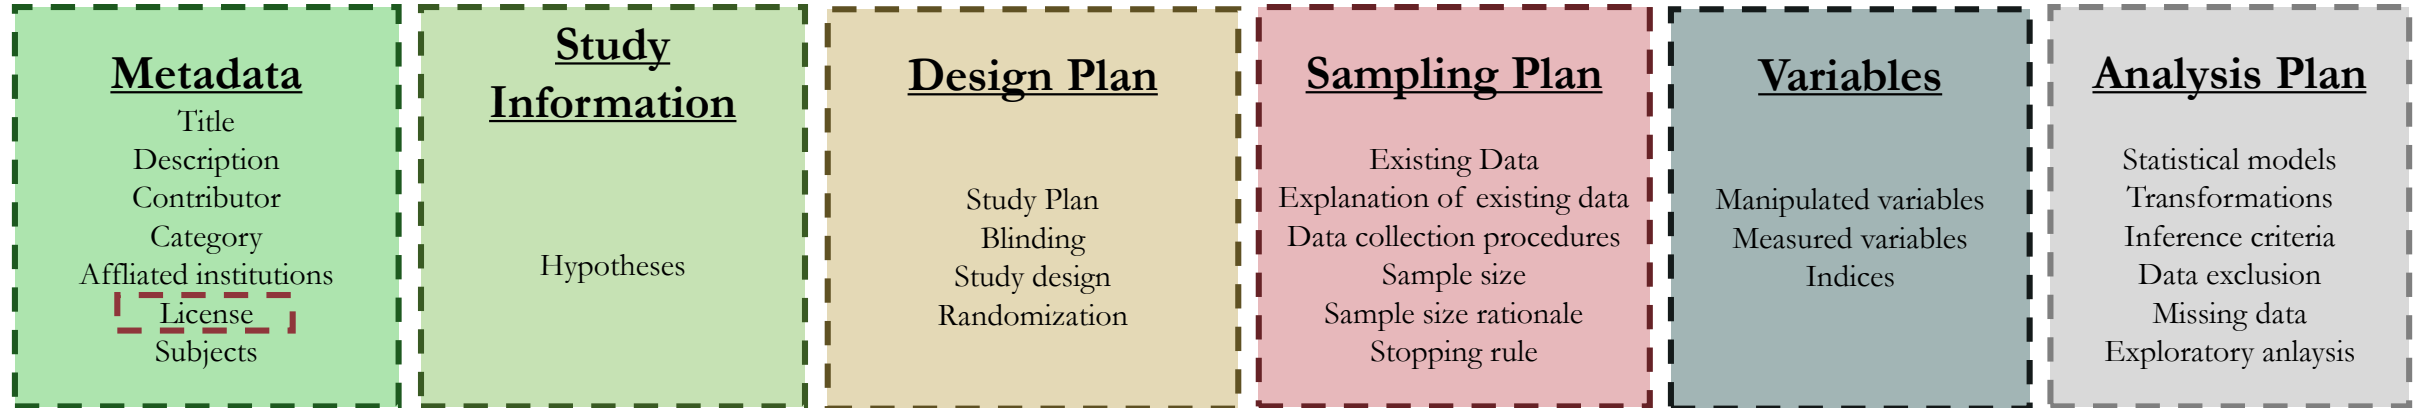 Metadata
Title
Description
Contributor
Category
Affliated institutions
License
Subjects
Study
Information
Hypotheses
Design Plan
Study Plan
Blinding
Study design
Randomization
Sampling Plan
Existing Data
Explanation of existing data
Data collection procedures
Sample size
Sample size rationale
Stopping rule
Variables
Manipulated variables
Measured variables
Indices
Analysis Plan
Statistical models
Transformations
Inference criteria
Data exclusion
Missing data
Exploratory anlaysis